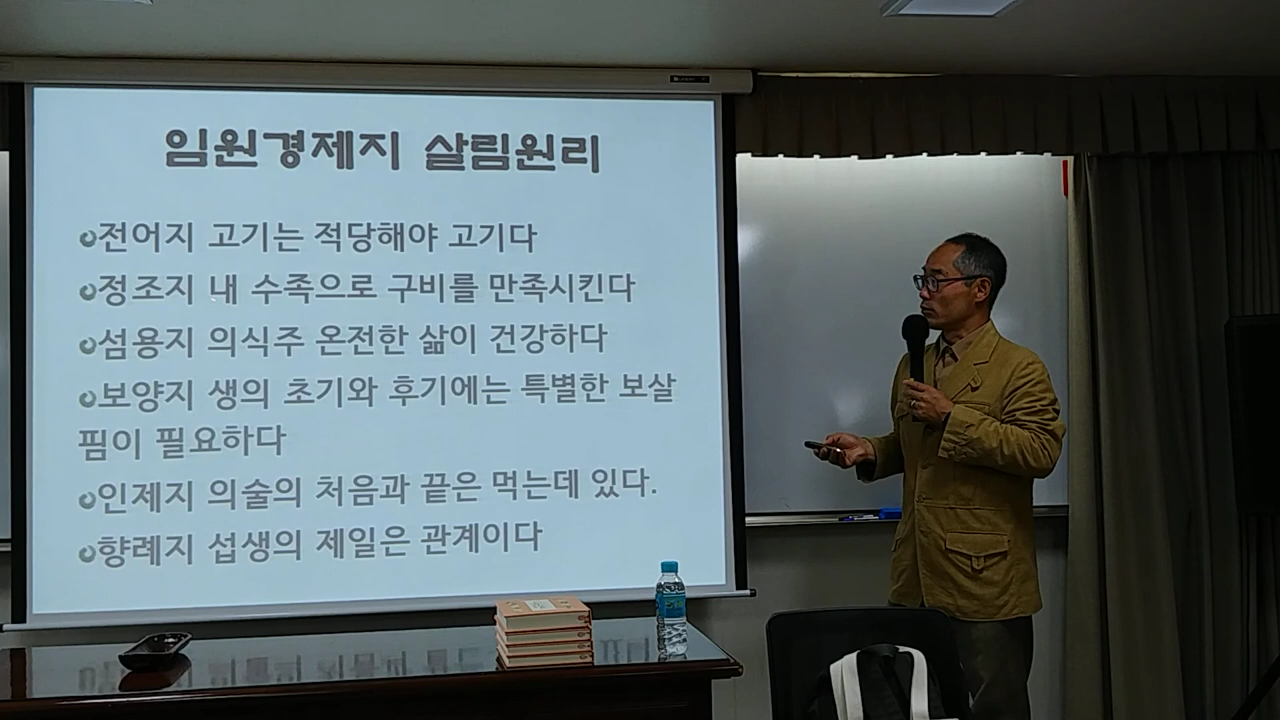 임원경제지 살림원리
전어지 고기는 적당해야 고기다
정조지 내 수족으로 구비를 만족시킨다
섬용지 의식주 온전한 삶이 건강하다
보양지 생의 초기와 후기에는 특별한 보살
핌이 필요하다
인제지 의술의 처음과 끝은 먹는데 있다.
향례지 섭생의 제일은 관계이다